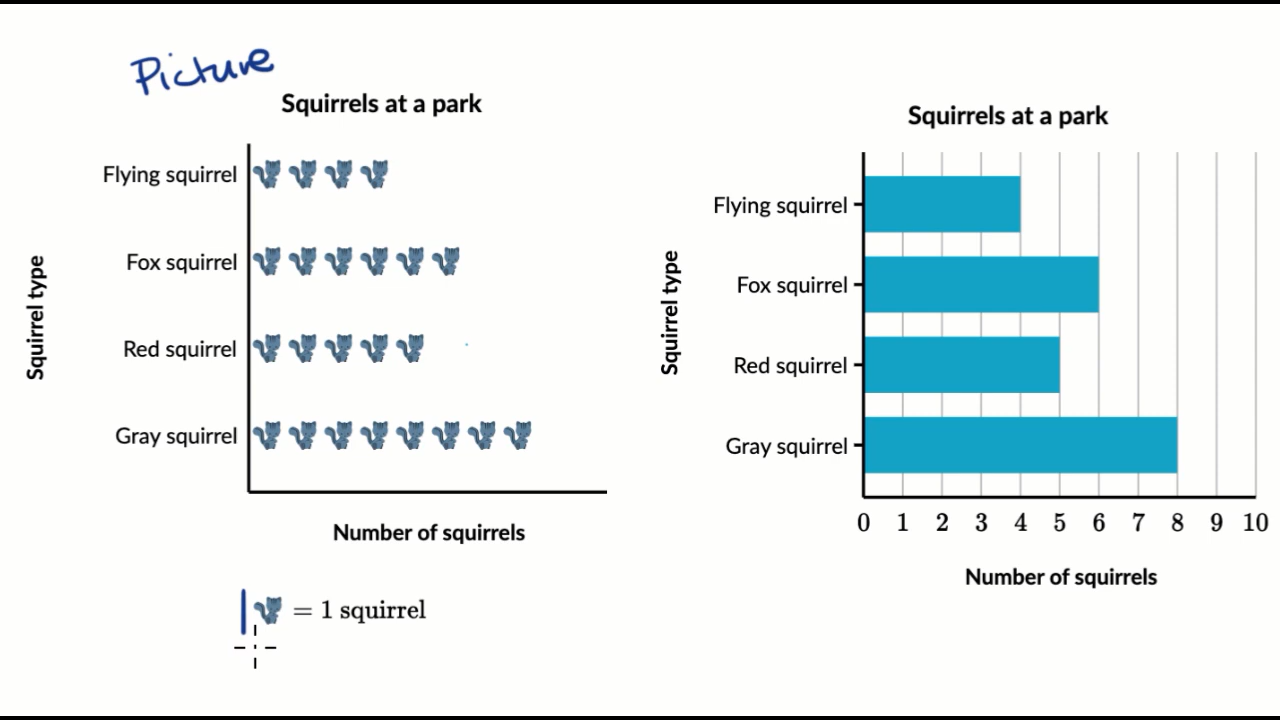 Picture
Squirrels at a park
Squirrel type
Flying squirrel
Fox squirrel
Red squirrel
Gray squirrel
Number of squirrels
= 1 squirrel
Squirrels at a park
Squirrel type
Flying squirrel
Fox squirrel
Red squirrel
Gray squirrel
0 1 2 3 4 5 6 7 8 9 10
Number of squirrels